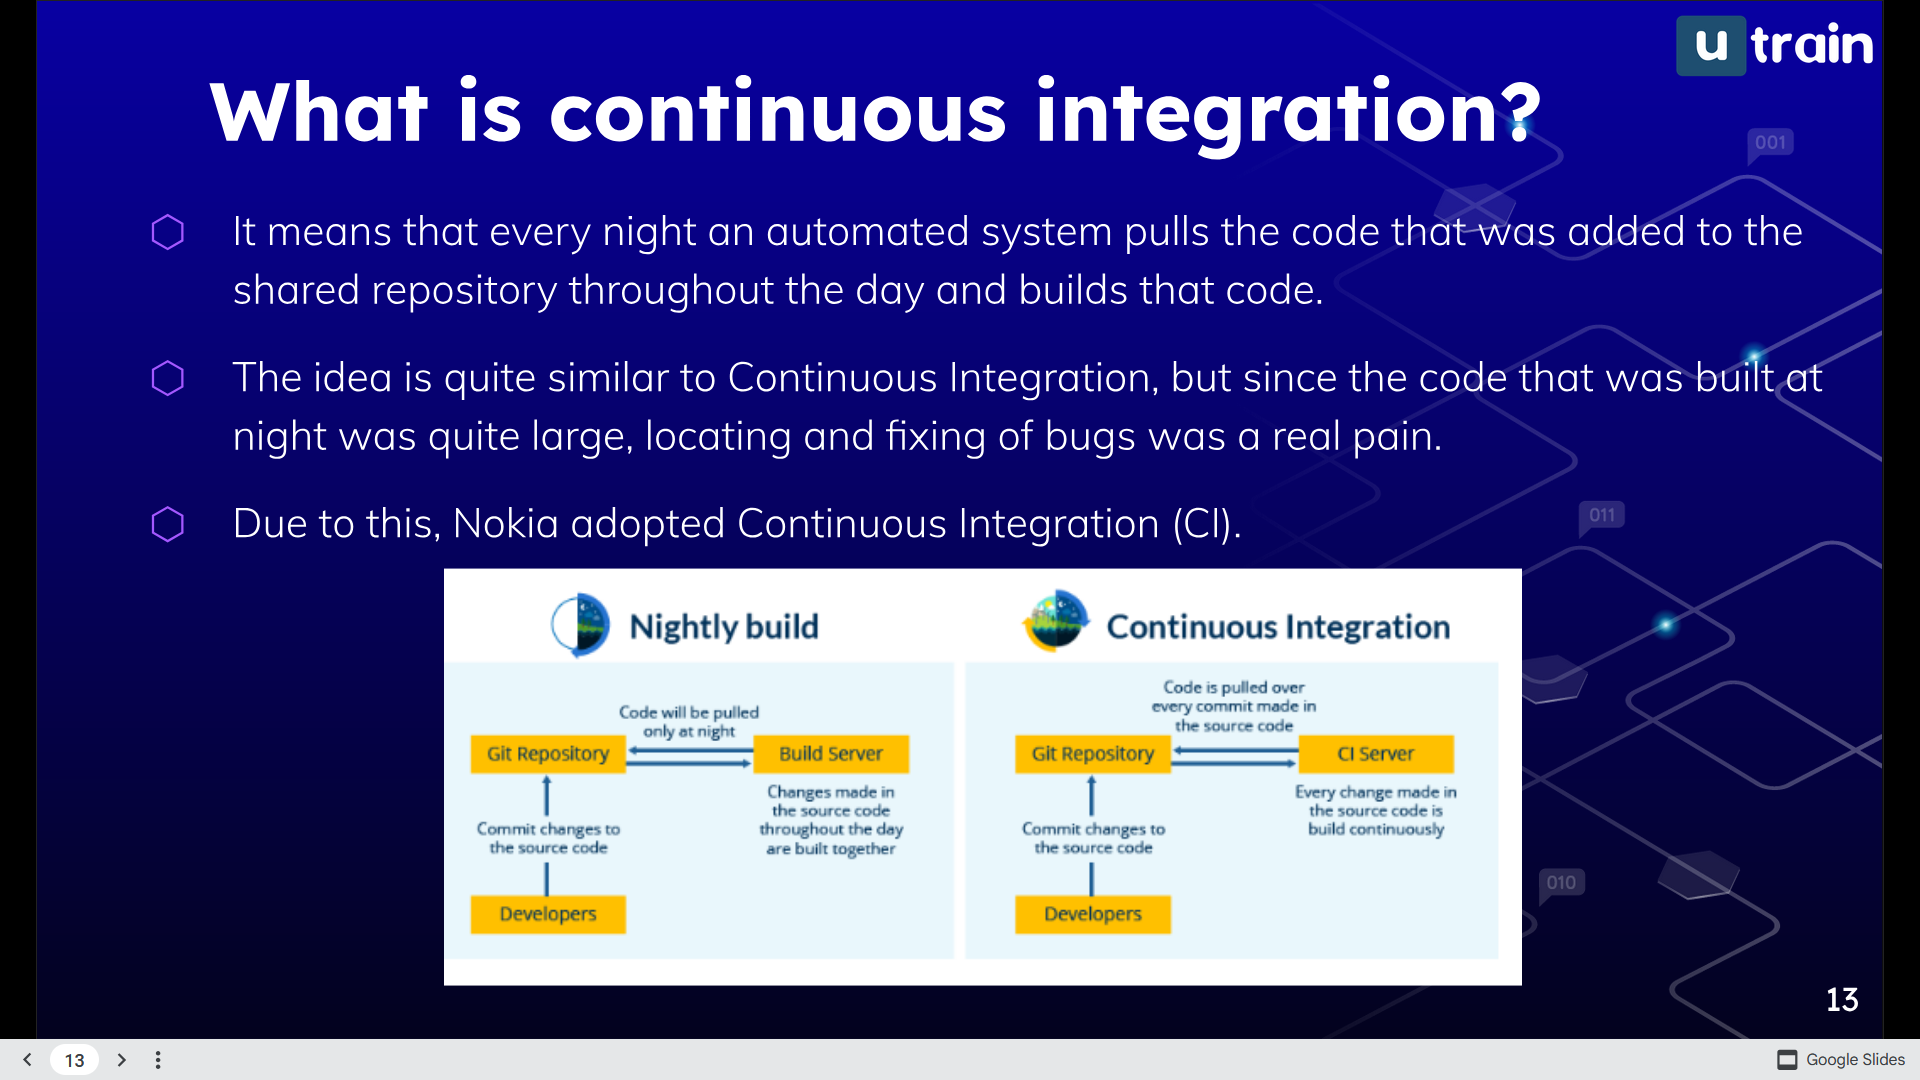 u train
What is continuous integration?
001
It means that every night an automated system pulls the code that was added to the
shared repository throughout the day and builds that code.
The idea is quite similar to Continuous Integration, but since the code that was built at
night was quite large, locating and fixing of bugs was a real pain.
011
Due to this, Nokia adopted Continuous Integration (CI).
Nightly build
Code will be pulled
only at night
Git Repository
Build Server
Changes made in
the source code
throughout the day
are built together
Commit changes to
the source code
Developers
Continuous Integration
Code is pulled over
every commit made in
the source code
Git Repository
CI Server
Every change made in
the source code is
build continuously
Commit changes to
the source code
Developers
010
13
13
Google Slides